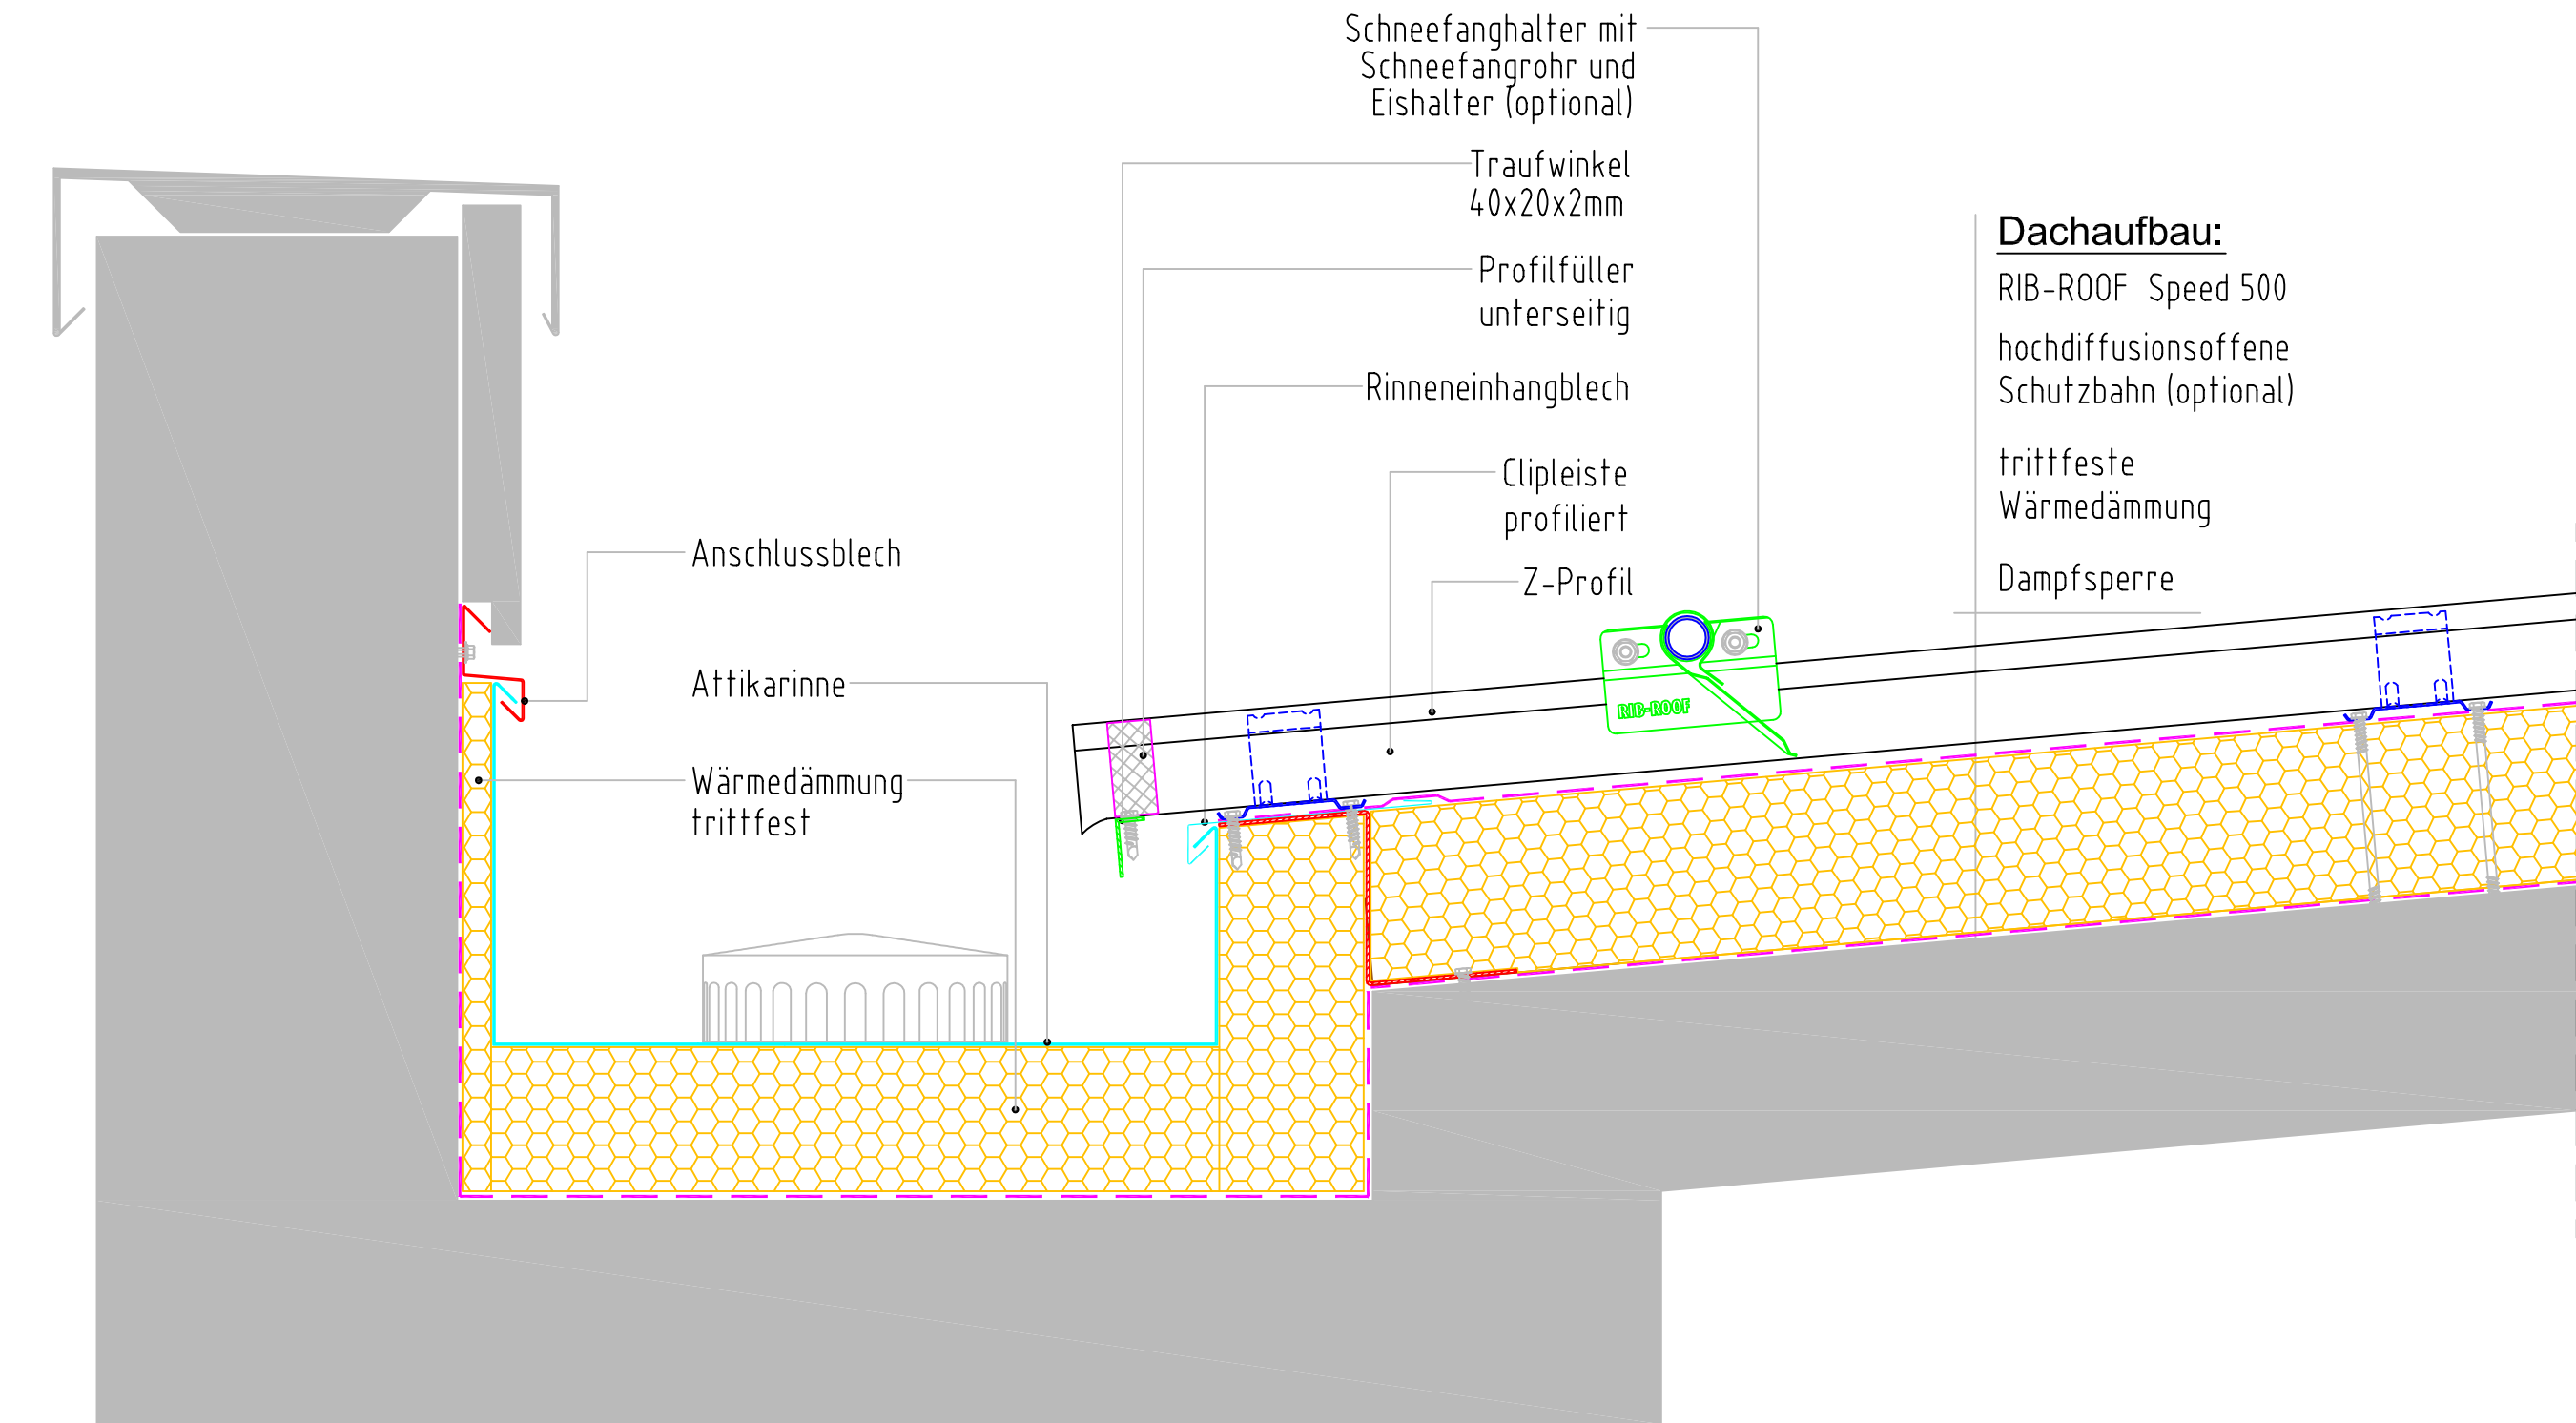 Schneefanghalter mit
Schneefangrohr und
Eishalter (optional)
Traufwinkel
40x20x2mm
Profilfüller
unterseitig
Rinneneinhangblech
Clipleiste
profiliert
Z-Profil
Dachaufbau:
RIB-ROOF Speed 500
hochdiffusionsoffene
Schutzbahn (optional)
trittfeste
Wärmedämmung
Dampfsperre
Anschlussblech
Attikarinne
Wärmedämmung
trittfest
RIB-ROOF